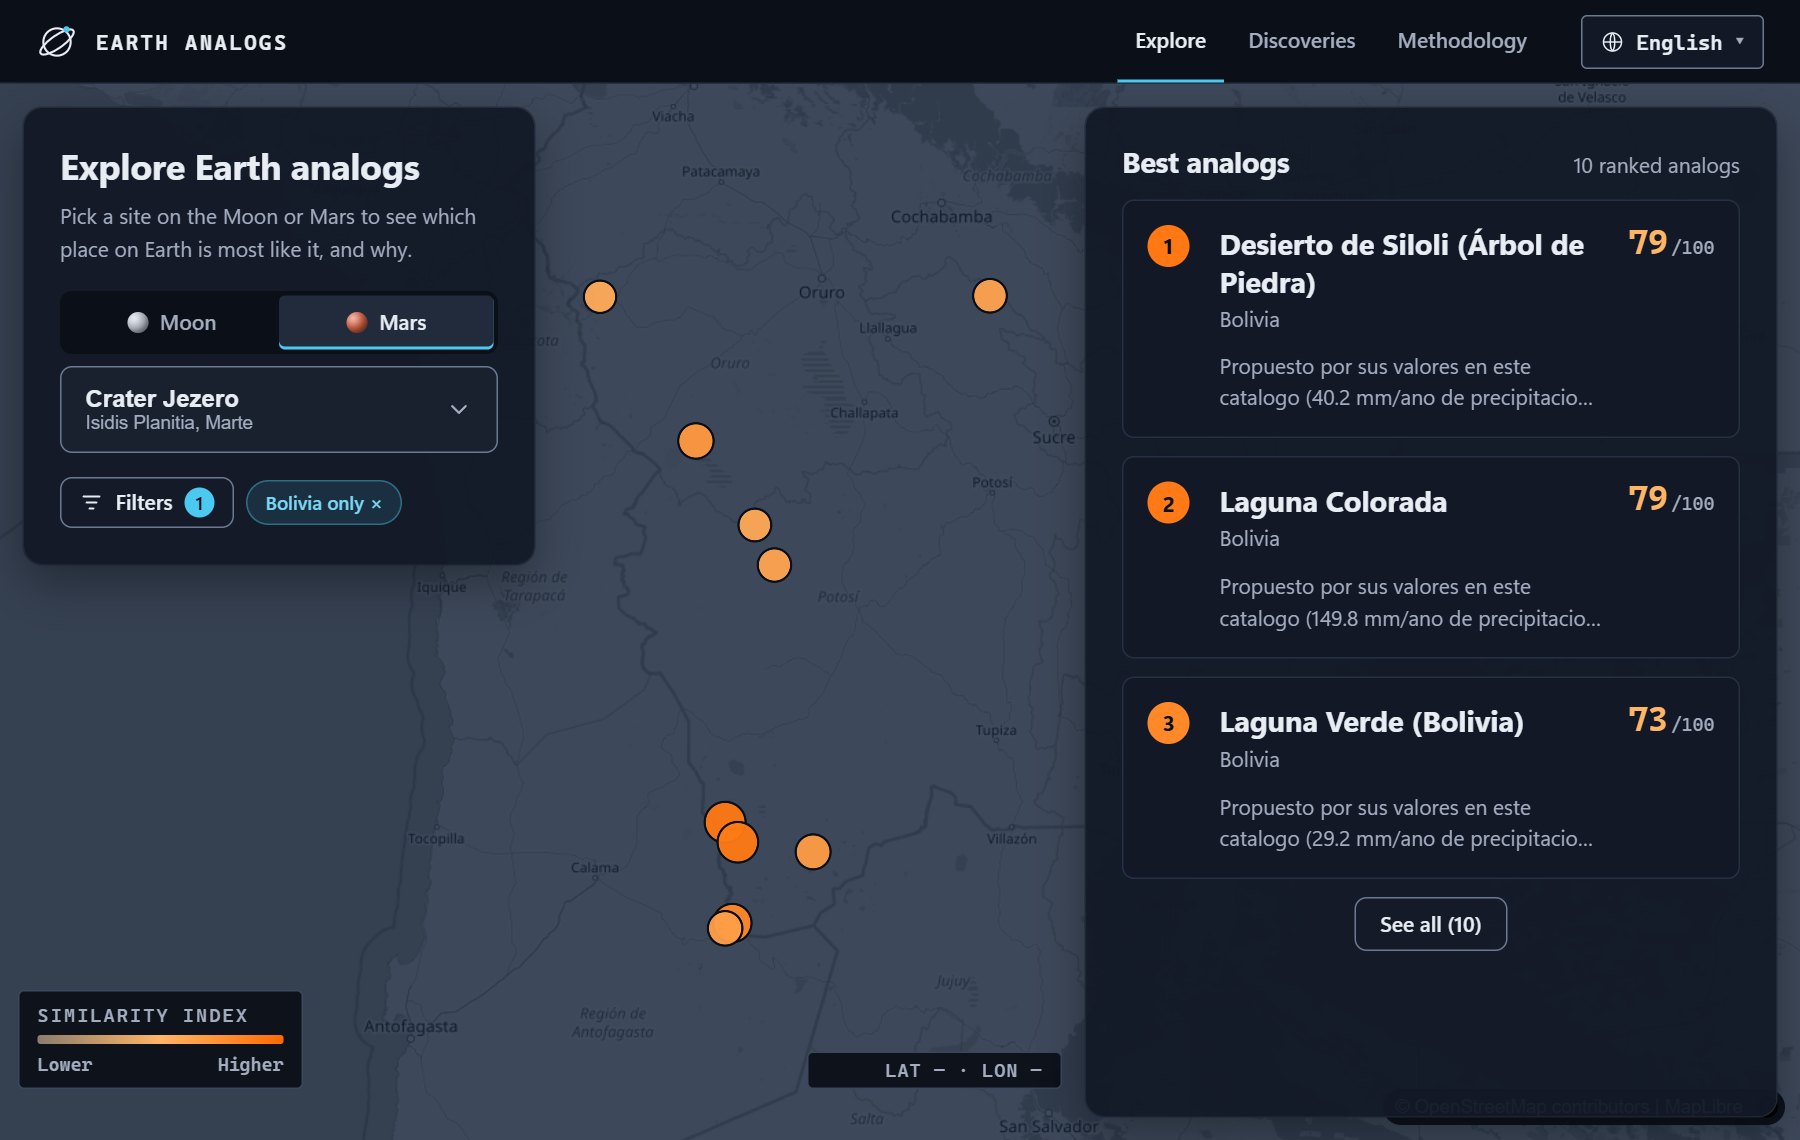 EARTH ANALOGS
Explore
Discoveries
Methodology
English
Explore Earth analogs
Pick a site on the Moon or Mars to see which
place on Earth is most like it, and why.
Moon
Mars
Crater Jezero
Isidis Planitia, Marte
Filters 1
Bolivia only ×
Best analogs
10 ranked analogs
1
Desierto de Siloli (Árbol de
Piedra)
79/100
Bolivia
Propuesto por sus valores en este
catalogo (40.2 mm/ano de precipitacio...
2
Laguna Colorada
79/100
Bolivia
Propuesto por sus valores en este
catalogo (149.8 mm/ano de precipitacio...
3
Laguna Verde (Bolivia)
73/100
Bolivia
Propuesto por sus valores en este
catalogo (29.2 mm/ano de precipitacio...
See all (10)
de Velasco
Viacha
Patacamaya
Cochabamba
Cochabamba
Oruro
Llallagua
Oruro
Challapata
Sucre
Potosí
Iquique
Región de
Tarapacá
Potosí
Tupiza
Tocopilla
Villazón
Calama
Jujuy
Región de
Antofagasta
Antofagasta
Salta
San Salvador
SIMILARITY INDEX
Lower
Higher
LAT — · LON —
© OpenStreetMap contributors | MapLibre